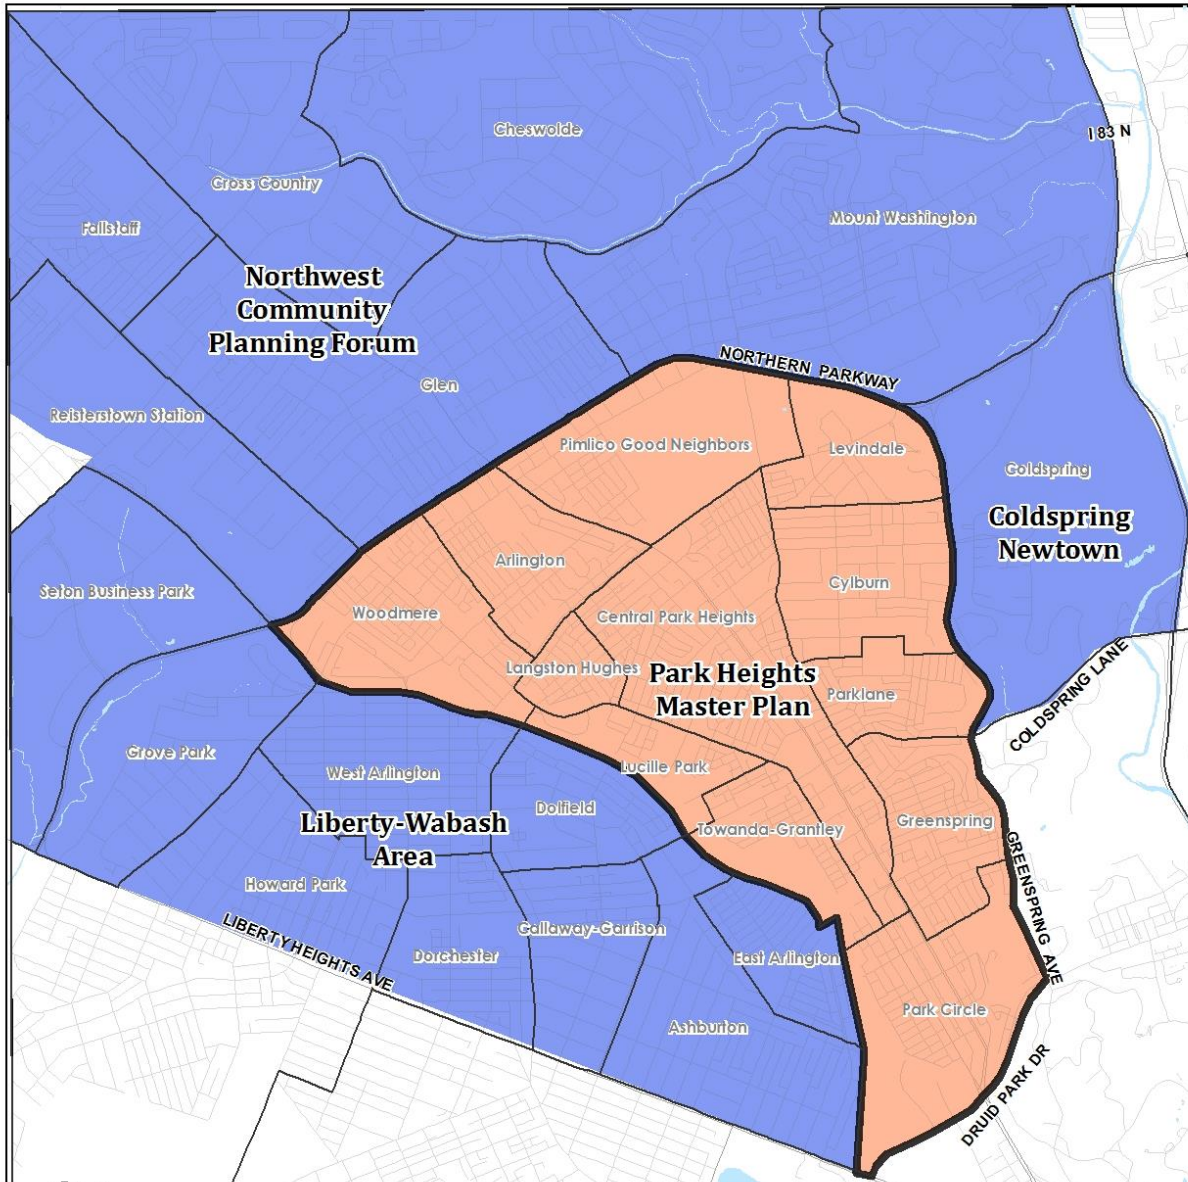 Cheswolde
I 83 N
Cross Country
Mount Washington
Fallstaff
Northwest
Community
Planning Forum
NORTHERN PARKWAY
Glen
Reisterstown Station
Pimlico Good Neighbors
Levindale
Coldspring
Coldspring
Newtown
Arlington
Cylburn
Seton Business Park
Woodmere
Central Park Heights
Langston Hughes
Park Heights
Master Plan
Parklane
COLDSPRING LANE
Grove Park
West Arlington
Lucille Park
Dolfield
Liberty-Wabash
Area
Towanda-Grantley
Greenspring
GREENSPRING AVE
Howard Park
LIBERTY HEIGHTS AVE
Callaway-Garrison
Dorchester
East Arlington
Park Circle
Ashburton
DRUID PARK DR